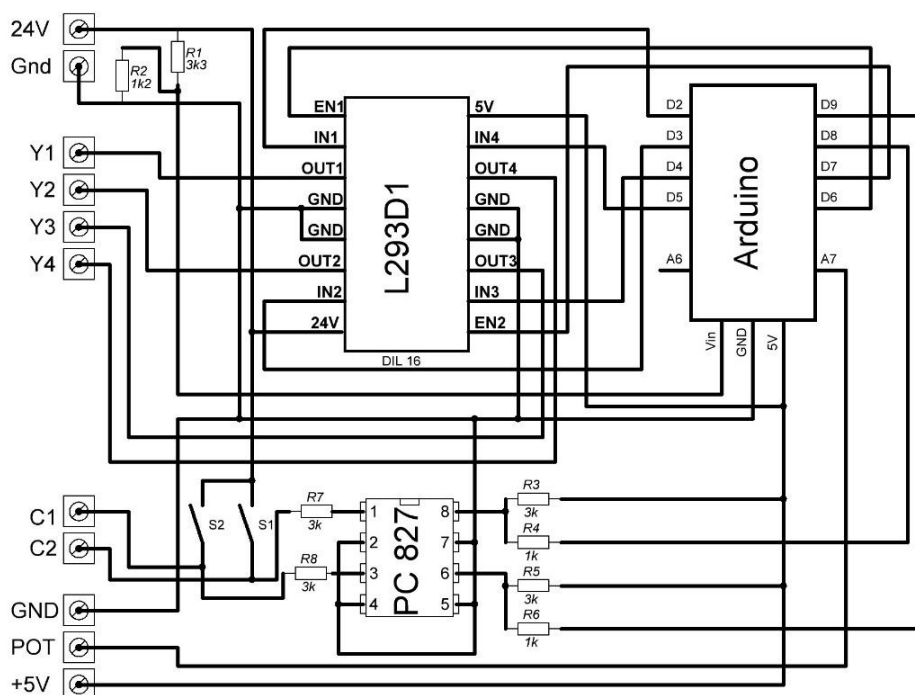 24V
Gnd
Y1
Y2
Y3
Y4
C1
C2
GND
POT
+5V
R1
3k3
R2
1k2
EN1
IN1
OUT1
GND
GND
OUT2
IN2
24V
L293D1
5V
IN4
OUT4
GND
GND
OUT3
IN3
EN2
DIL 16
D2
D3
D4
D5
A6
Arduino
D9
D8
D7
D6
A7
Vin
GND
5V
S2
S1
R7
3k
R8
3k
1
2
3
4
PC 827
8
7
6
5
R3
3k
R4
1k
R5
3k
R6
1k